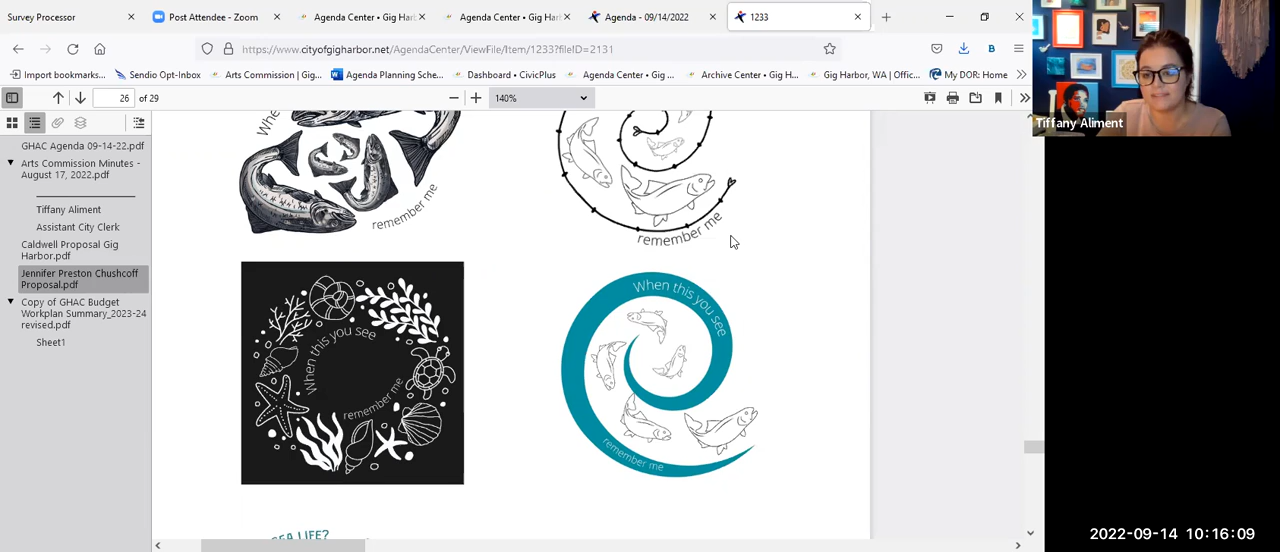 Survey Processor
Post Attendee - Zoom
Agenda Center • Gig Har
Agenda Center • Gig Har
Agenda - 09/14/2022
1233
https://www.cityofgigharbor.net/AgendaCenter/ViewFile/Item/1233?fileID=2131
Import bookmarks...
Sendio Opt-Inbox
Arts Commission | Gig...
Agenda Planning Sche...
Dashboard • CivicPlus
Agenda Center • Gig ...
Archive Center • Gig H...
Gig Harbor, WA | Offic...
My DOR: Home
26
of 29
140%
GHAC Agenda 09-14-22.pdf
Arts Commission Minutes -
August 17, 2022.pdf
Tiffany Aliment
Assistant City Clerk
Caldwell Proposal Gig
Harbor.pdf
Jennifer Preston Chushcoff
Proposal.pdf
Copy of GHAC Budget
Workplan Summary_2023-24
revised.pdf
Sheet1
Whe
remember me
remember me
When this you see
remember me
When this you see
remember me
SEA LIFE?
Tiffany Aliment
2022-09-14 10:16:09